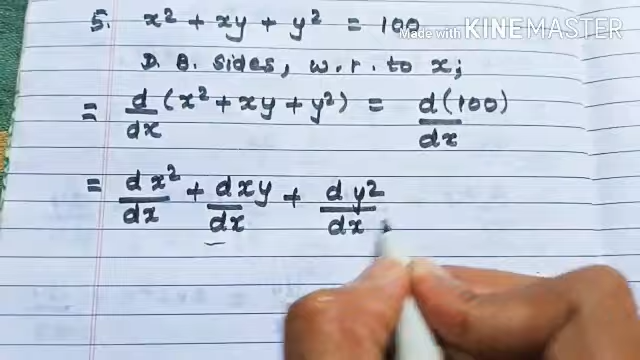 5. x² + xy + y² = 100
Made with KINEMASTER
D. B. sides, w.r. to x;
= d/dx (x² + xy + y²) = d(100)/dx
= dx²/dx + dxy/dx + dy²/dx